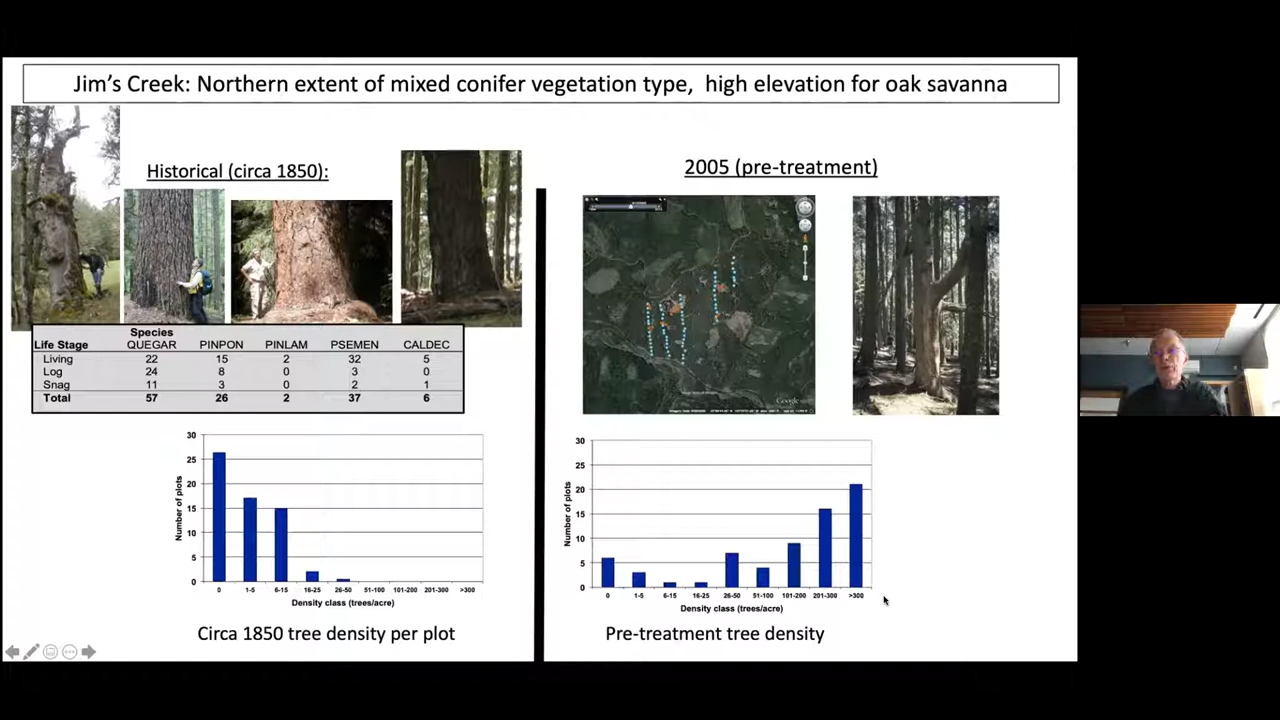 Jim's Creek: Northern extent of mixed conifer vegetation type, high elevation for oak savanna
Historical (circa 1850):
Species
Life Stage QUEGAR PINPON PINLAM PSEMEN CALDEC
Living 22 15 2 32 5
Log 24 8 0 3 0
Snag 11 3 0 2 1
Total 57 26 2 37 6
Number of plots
30
25
20
15
10
5
0
0 1-5 6-15 16-25 26-50 51-100 101-200 201-300 >300
Density class (trees/acre)
Circa 1850 tree density per plot
2005 (pre-treatment)
Google
Number of plots
30
25
20
15
10
5
0
0 1-5 6-15 16-25 26-50 51-100 101-200 201-300 >300
Density class (trees/acre)
Pre-treatment tree density